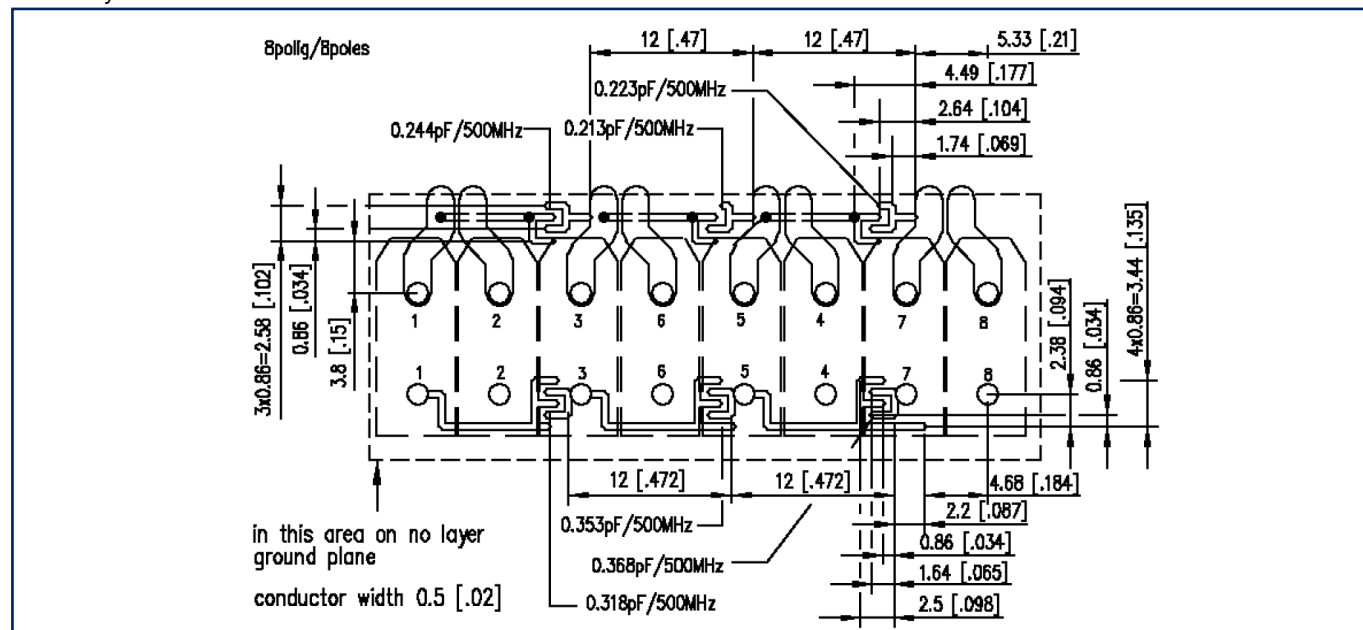 8polig/8poles
12 [.47]
12 [.47]
5.33 [.21]
4.49 [.177]
0.223pF/500MHz
2.64 [.104]
0.244pF/500MHz
0.213pF/500MHz
1.74 [.069]
3x0.86=2.58 [.102]
0.86 [.034]
3.8 [.15]
1 2 3 6 5 4 7 8
1 2 3 6 5 4 7 8
2.38 [.094]
0.86 [.034]
4x0.86=3.44 [.135]
12 [.472]
12 [.472]
4.68 [.184]
0.353pF/500MHz
2.2 [.087]
in this area on no layer
ground plane
0.368pF/500MHz
0.86 [.034]
1.64 [.065]
conductor width 0.5 [.02]
0.318pF/500MHz
2.5 [.098]